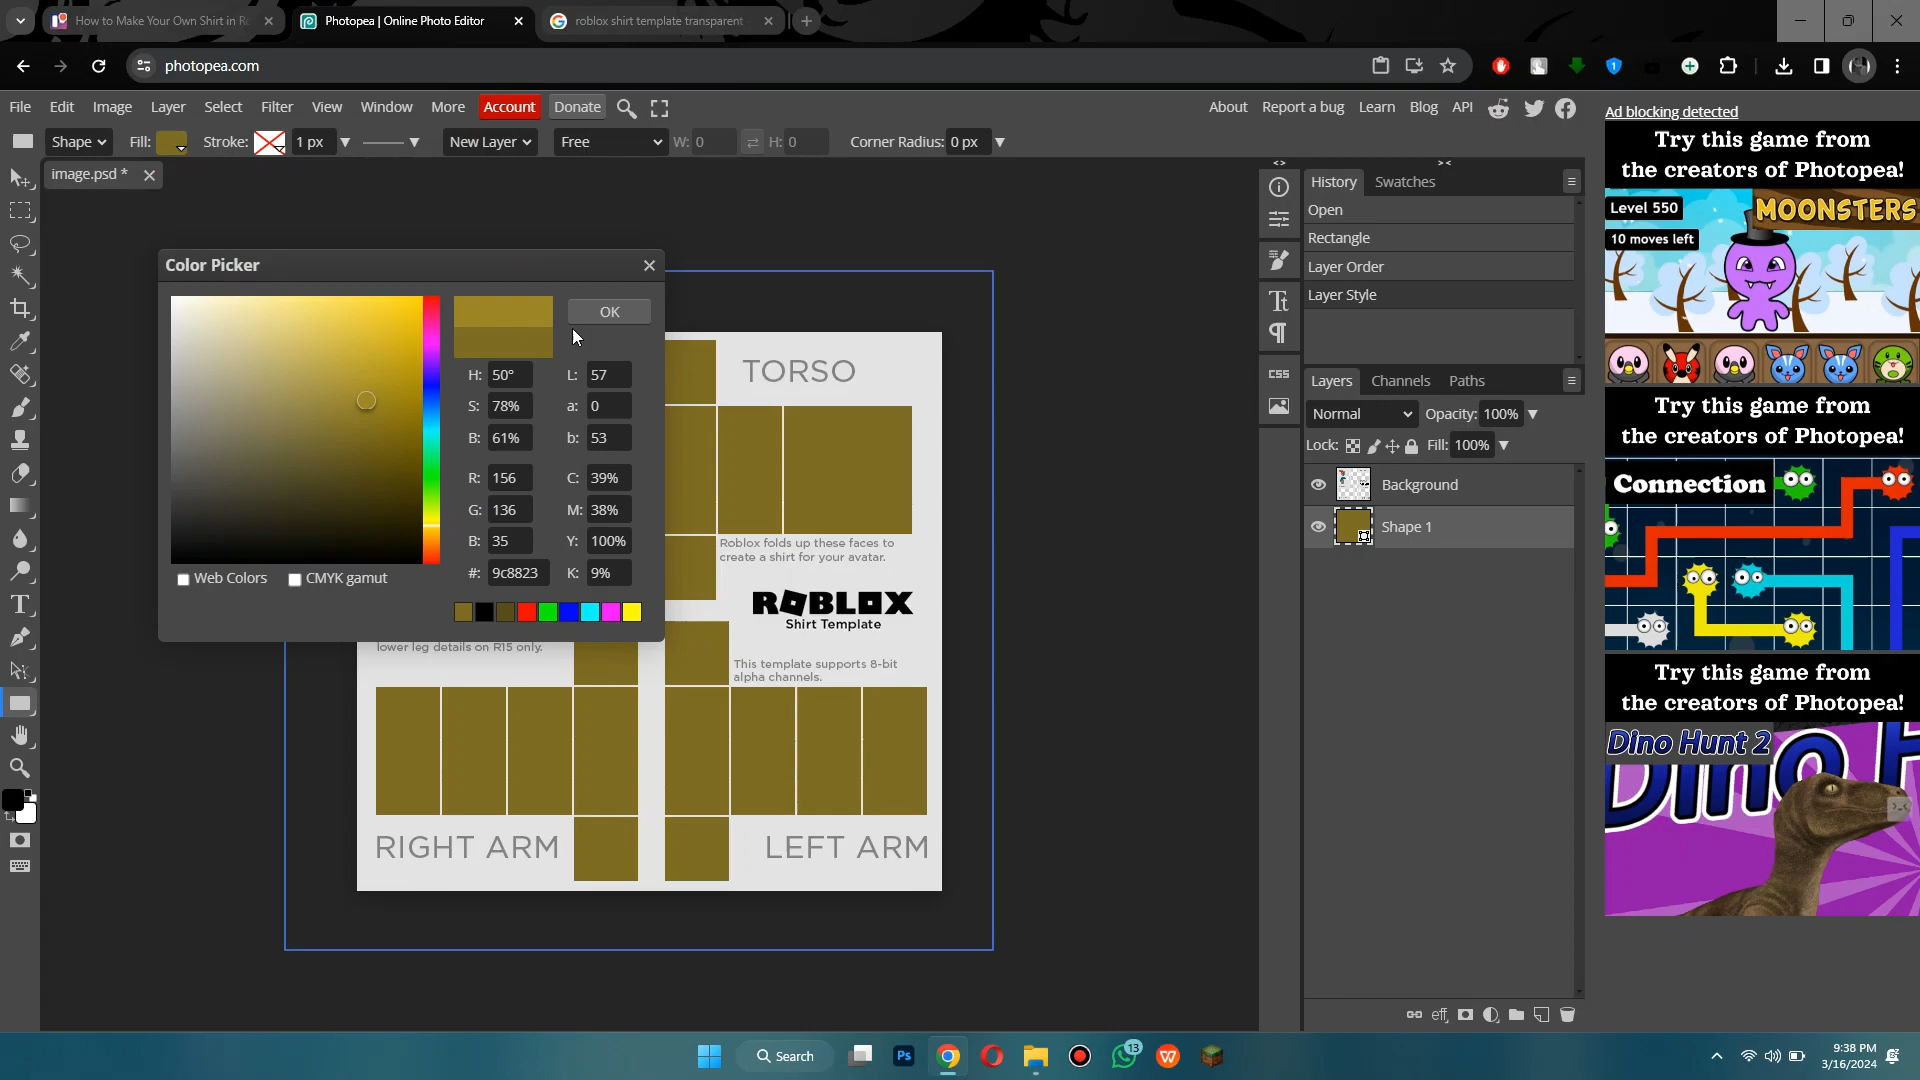 How to Make Your Own Shirt in Ro
Photopea | Online Photo Editor
roblox shirt template transparent
photopea.com
File Edit Image Layer Select Filter View Window More Account Donate
About Report a bug Learn Blog API
Shape Fill: Stroke: 1 px New Layer Free W: 0 H: 0 Corner Radius: 0 px
image.psd *
Color Picker
OK
H: 50° L: 57
S: 78% a: 0
B: 61% b: 53
R: 156 C: 39%
G: 136 M: 38%
B: 35 Y: 100%
#: 9c8823 K: 9%
Web Colors CMYK gamut
TORSO
Roblox folds up these faces to
create a shirt for your avatar.
ROBLOX
Shirt Template
lower leg details on R15 only.
This template supports 8-bit
alpha channels.
RIGHT ARM
LEFT ARM
History Swatches
Open
Rectangle
Layer Order
Layer Style
CSS
Layers Channels Paths
Normal Opacity: 100%
Lock: Fill: 100%
Background
Shape 1
eff
Ad blocking detected
Try this game from
the creators of Photopea!
Level 550
MOONSTERS
10 moves left
Try this game from
the creators of Photopea!
Connection
Try this game from
the creators of Photopea!
Dino Hunt 2
Search
Ps
13
9:38 PM
3/16/2024